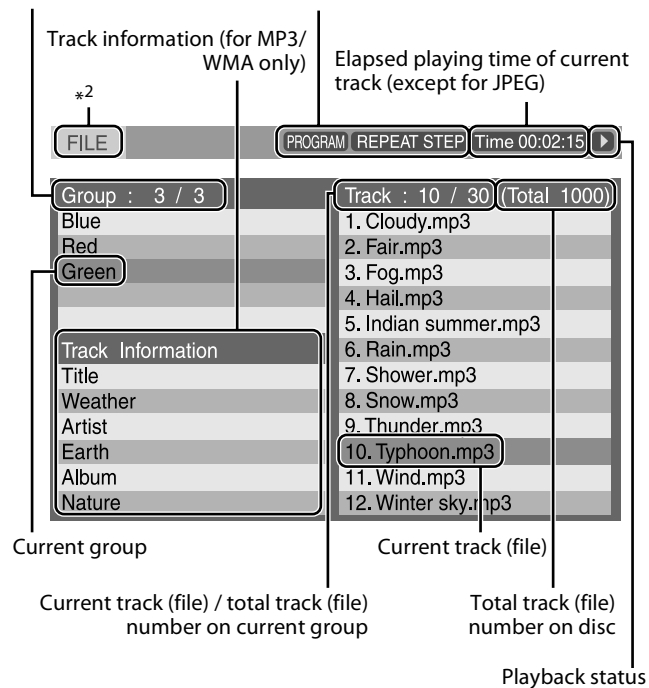 Track information (for MP3/
WMA only)
Elapsed playing time of current
track (except for JPEG)
*2
FILE
PROGRAM REPEAT STEP Time 00:02:15
Group : 3 / 3
Track : 10 / 30 (Total 1000)
Blue
Red
Green
Track Information
Title
Weather
Artist
Earth
Album
Nature
1. Cloudy.mp3
2. Fair.mp3
3. Fog.mp3
4. Hail.mp3
5. Indian summer.mp3
6. Rain.mp3
7. Shower.mp3
8. Snow.mp3
9. Thunder.mp3
10. Typhoon.mp3
11. Wind.mp3
12. Winter sky.mp3
Current group
Current track (file)
Current track (file) / total track (file)
number on current group
Total track (file)
number on disc
Playback status